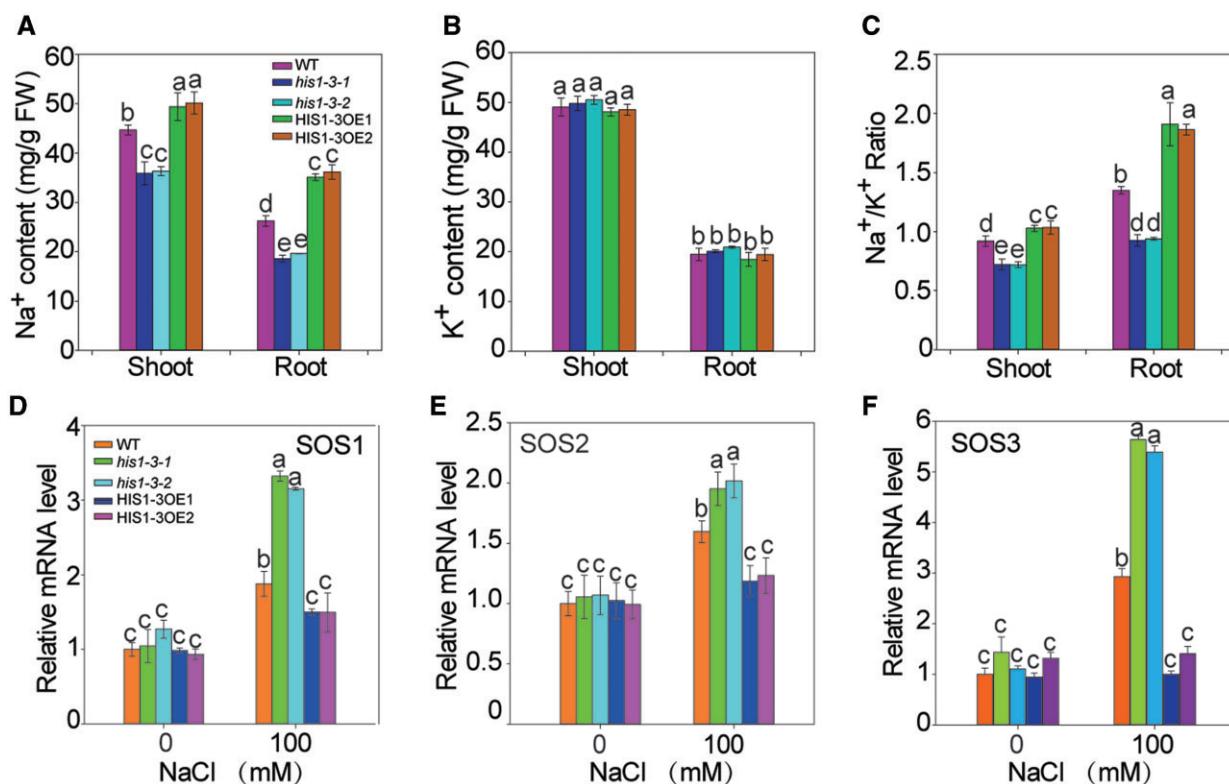 A
Na+ content (mg/g FW)
60
50
40
30
20
10
0
WT
his1-3-1
his1-3-2
HIS1-3OE1
HIS1-3OE2
b
c
c
a
a
d
e
e
c
c
Shoot
Root
B
K+ content (mg/g FW)
60
50
40
30
20
10
0
a
a
a
a
a
b
b
b
b
b
Shoot
Root
C
Na+/K+ Ratio
2.5
2.0
1.5
1.0
0.5
0
d
e
e
c
c
b
d
d
a
a
Shoot
Root
D
Relative mRNA level
4
3
2
1
0
WT
his1-3-1
his1-3-2
HIS1-3OE1
HIS1-3OE2
SOS1
c
c
c
c
c
b
a
a
c
c
0
100
NaCl （mM）
E
Relative mRNA level
2.5
2.0
1.5
1.0
0.5
0
SOS2
c
c
c
c
c
b
a
a
c
c
0
100
NaCl （mM）
F
Relative mRNA level
6
5
4
3
2
1
0
SOS3
c
c
c
c
c
b
a
a
c
c
0
100
NaCl （mM）